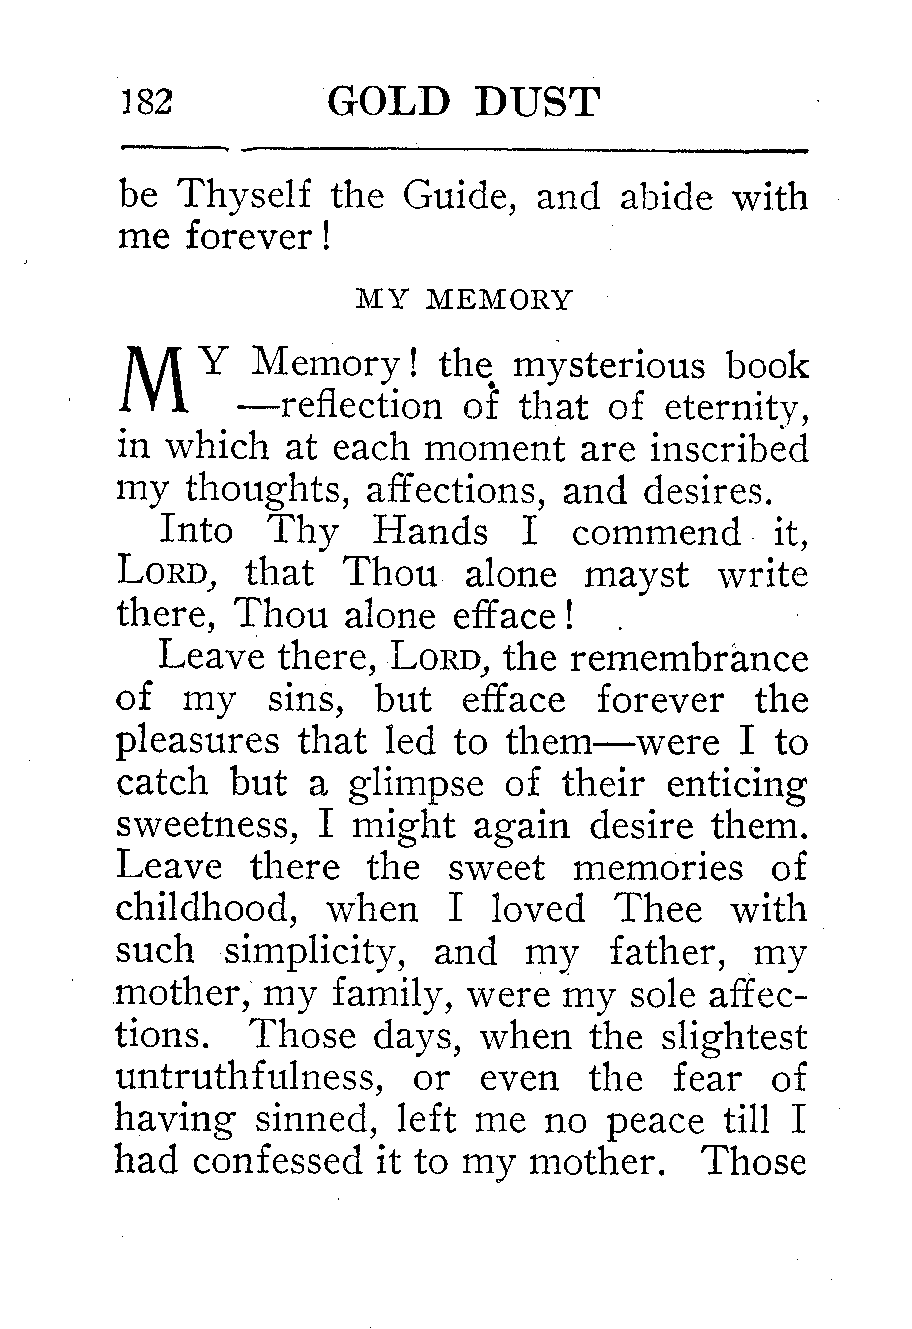 182 GOLD DUST
be Thyself the Guide, and abide with
me forever!
MY MEMORY
MY Memory! the mysterious book
—reflection of that of eternity,
in which at each moment are inscribed
my thoughts, affections, and desires.
Into Thy Hands I commend it,
LORD, that Thou alone mayst write
there, Thou alone efface!
Leave there, LORD, the remembrance
of my sins, but efface forever the
pleasures that led to them—were I to
catch but a glimpse of their enticing
sweetness, I might again desire them.
Leave there the sweet memories of
childhood, when I loved Thee with
such simplicity, and my father, my
mother, my family, were my sole affec-
tions. Those days, when the slightest
untruthfulness, or even the fear of
having sinned, left me no peace till I
had confessed it to my mother. Those